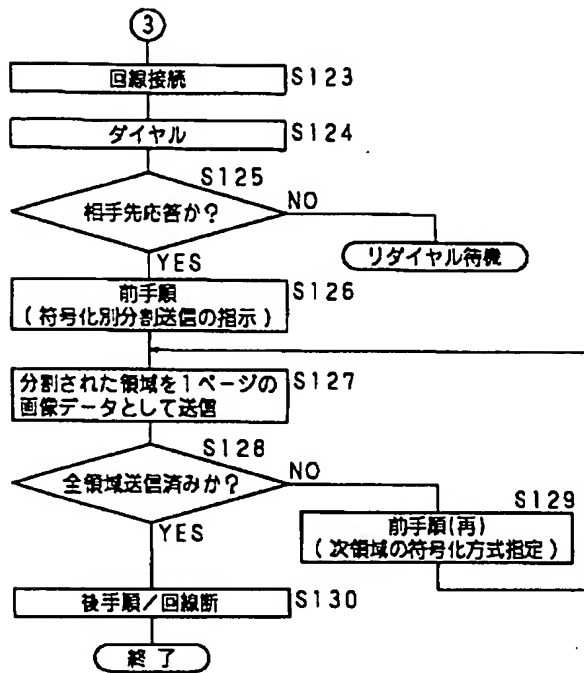 3
回線接続 S123
ダイヤル S124
S125
相手先応答か? NO
リダイヤル待機
YES
前手順 S126
(符号化別分割送信の指示)
分割された領域を1ページの S127
画像データとして送信
S128
全領域送信済みか? NO
S129
YES
前手順(再)
(次領域の符号化方式指定)
後手順/回線断 S130
終了